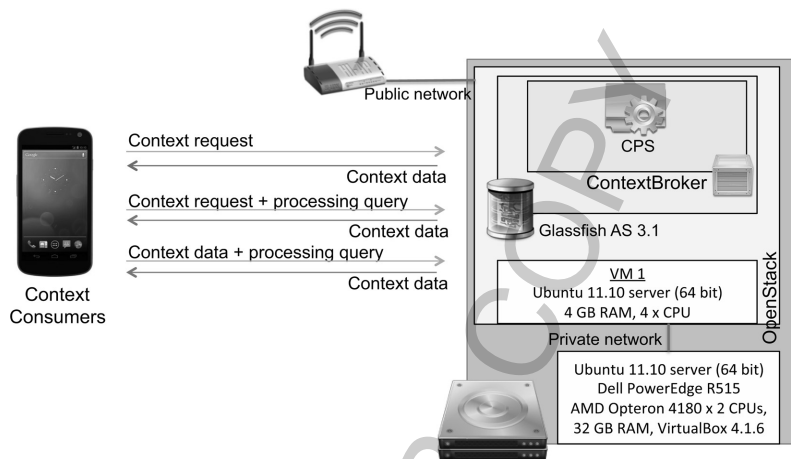 Public network
Context request
Context data
Context request + processing query
Context data
Context data + processing query
Context data
Context
Consumers
CPS
ContextBroker
Glassfish AS 3.1
VM 1
Ubuntu 11.10 server (64 bit)
4 GB RAM, 4 x CPU
OpenStack
Private network
Ubuntu 11.10 server (64 bit)
Dell PowerEdge R515
AMD Opteron 4180 x 2 CPUs,
32 GB RAM, VirtualBox 4.1.6
COPY